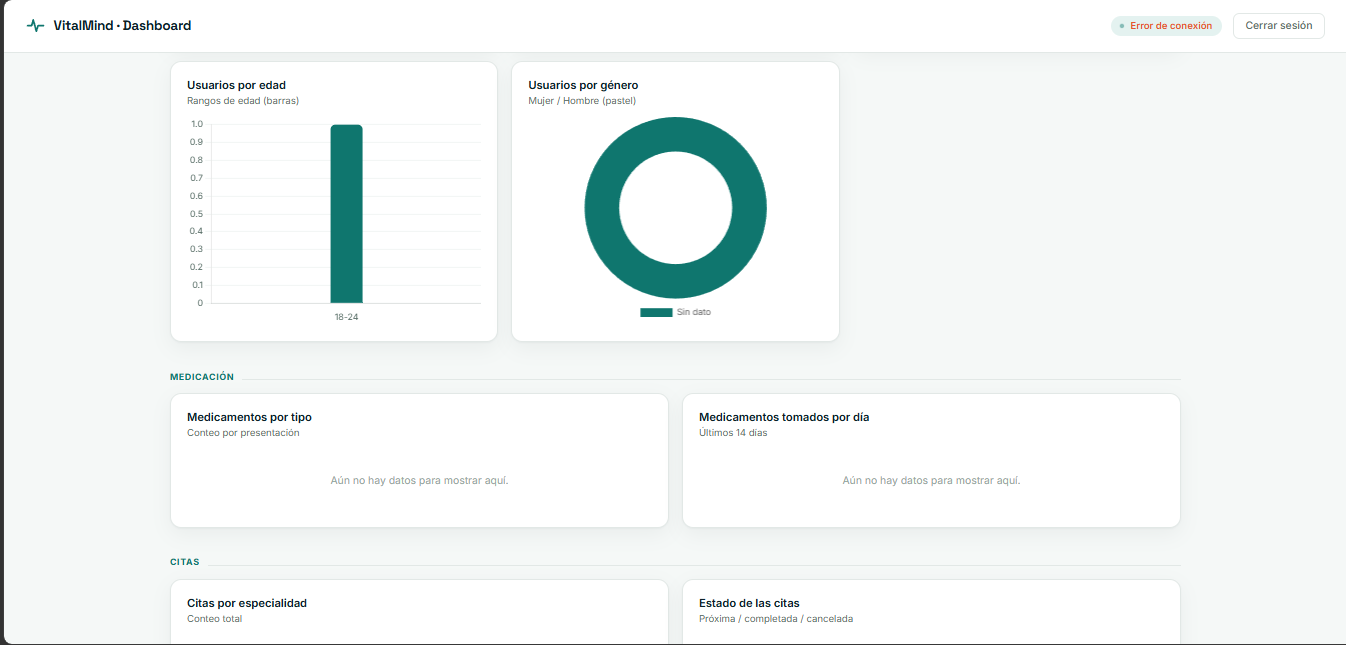 VitalMind · Dashboard
Error de conexión
Cerrar sesión
Usuarios por edad
Rangos de edad (barras)
1.0
0.9
0.8
0.7
0.6
0.5
0.4
0.3
0.2
0.1
0
18-24
Usuarios por género
Mujer / Hombre (pastel)
Sin dato
MEDICACIÓN
Medicamentos por tipo
Conteo por presentación
Aún no hay datos para mostrar aquí.
Medicamentos tomados por día
Últimos 14 días
Aún no hay datos para mostrar aquí.
CITAS
Citas por especialidad
Conteo total
Estado de las citas
Próxima / completada / cancelada